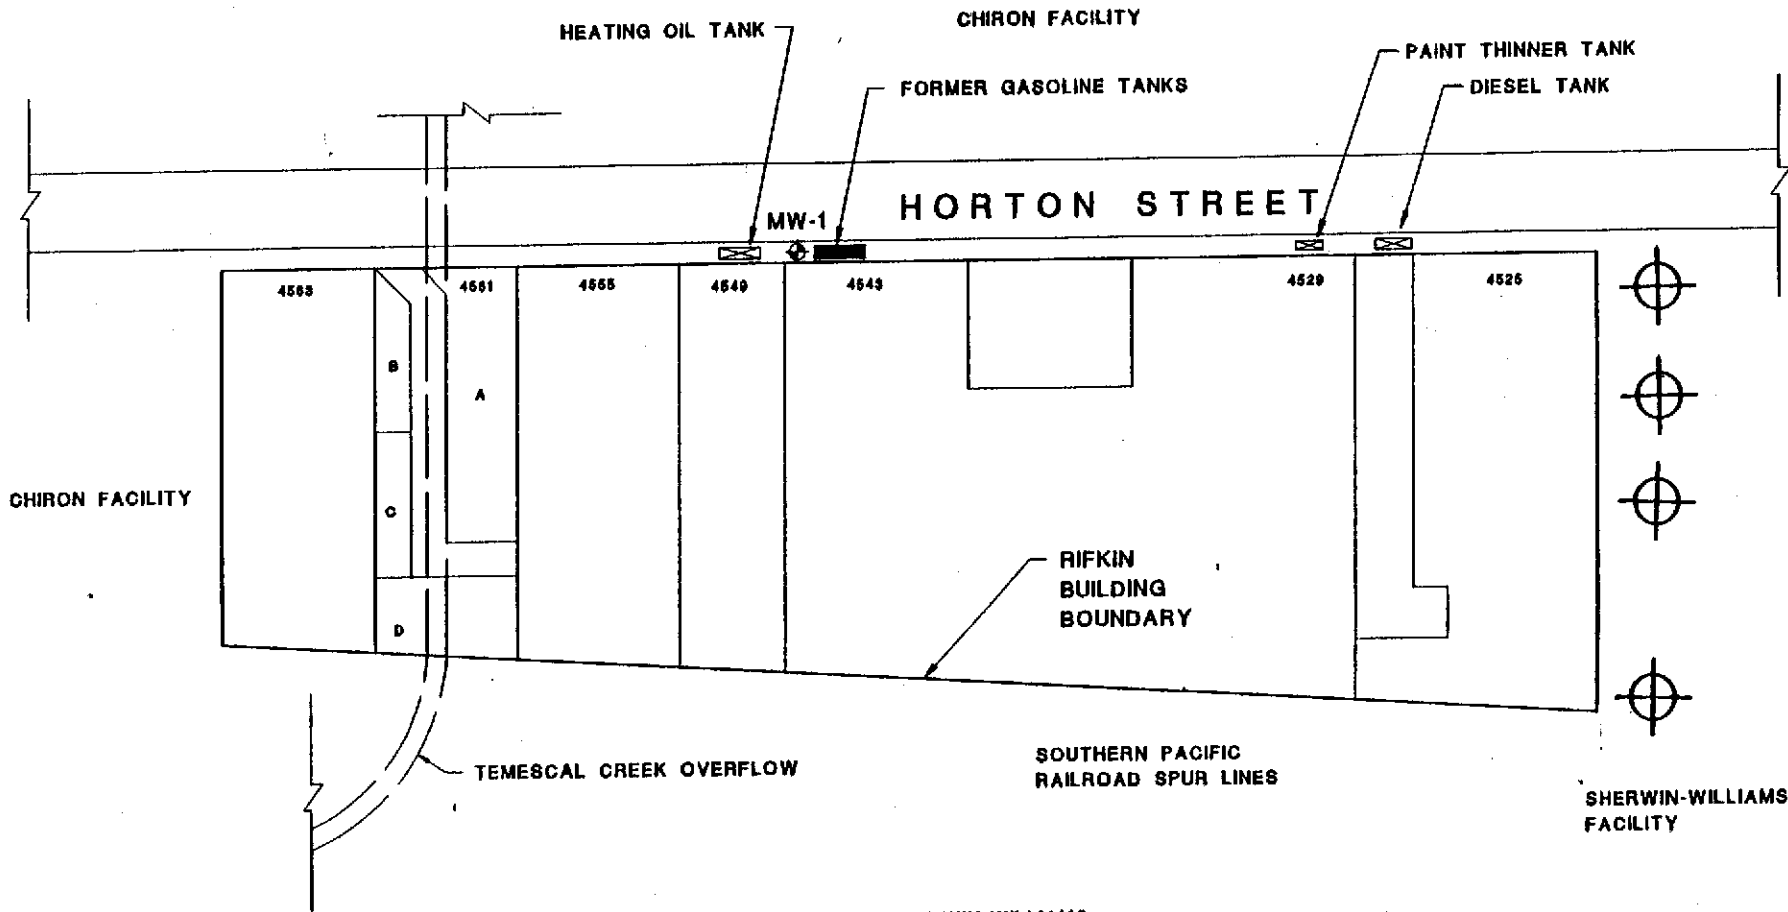 CHIRON FACILITY
HEATING OIL TANK
PAINT THINNER TANK
FORMER GASOLINE TANKS
DIESEL TANK
HORTON STREET
MW-1
4563
4561
4555
4549
4543
4529
4525
B
A
CHIRON FACILITY
C
RIFKIN
BUILDING
BOUNDARY
D
TEMESCAL CREEK OVERFLOW
SOUTHERN PACIFIC
RAILROAD SPUR LINES
SHERWIN-WILLIAMS
FACILITY